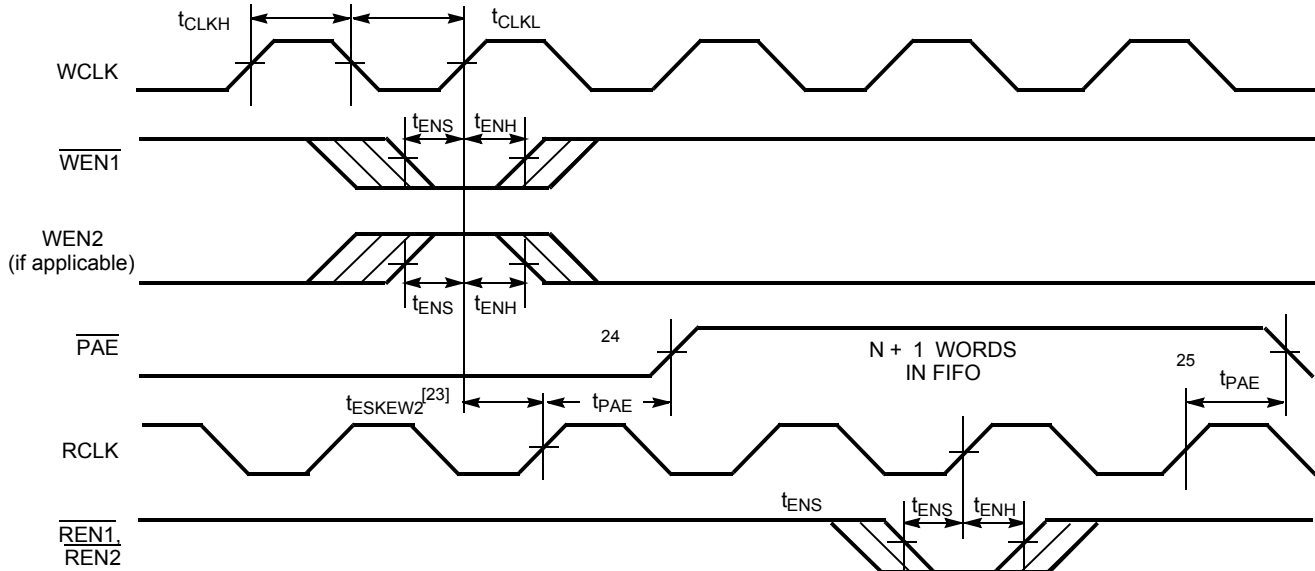 tCLKH
tCLKL
WCLK
tENS
tENH
WEN1
WEN2
(if applicable)
tENS
tENH
PAE
24
N + 1 WORDS
IN FIFO
25
tPAE
tESKEW2[23]
tPAE
RCLK
tENS
tENS
tENH
REN1,
REN2